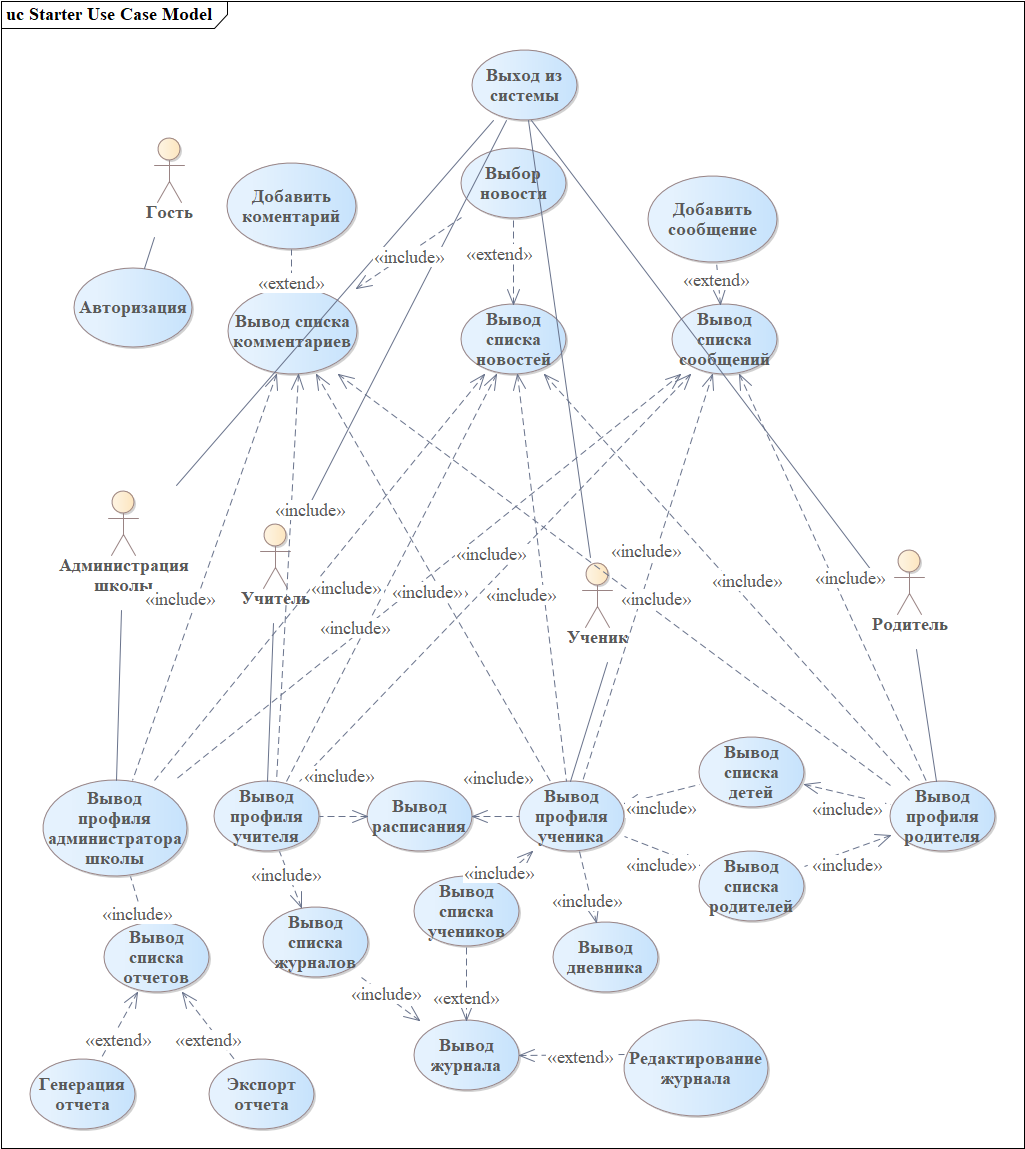 uc Starter Use Case Model
Выход из
системы
Гость
Добавить
коментарий
Выбор
новости
Добавить
сообщение
«include»
«extend»
«extend»
«extend»
Авторизация
Вывод списка
комментариев
Вывод
списка
новостей
Вывод
списка
сообщений
«include»
Администрация
школы
Учитель
Ученик
Родитель
«include»
«include»
«include»
«include»
«include»
«include»
«include»
«include»
«include»
«include»
«include»
«include»
«include»
Вывод
профиля
администратора
школы
Вывод
профиля
учителя
Вывод
расписания
Вывод
профиля
ученика
Вывод
списка
детей
Вывод
профиля
родителя
«include»
«include»
«include»
«include»
«include»
«include»
«include»
«include»
Вывод
списка
родителей
Вывод
списка
отчетов
Вывод
списка
журналов
Вывод
списка
учеников
Вывод
дневника
«include»
«extend»
«extend»
«extend»
«extend»
Генерация
отчета
Экспорт
отчета
Вывод
журнала
Редактирование
журнала